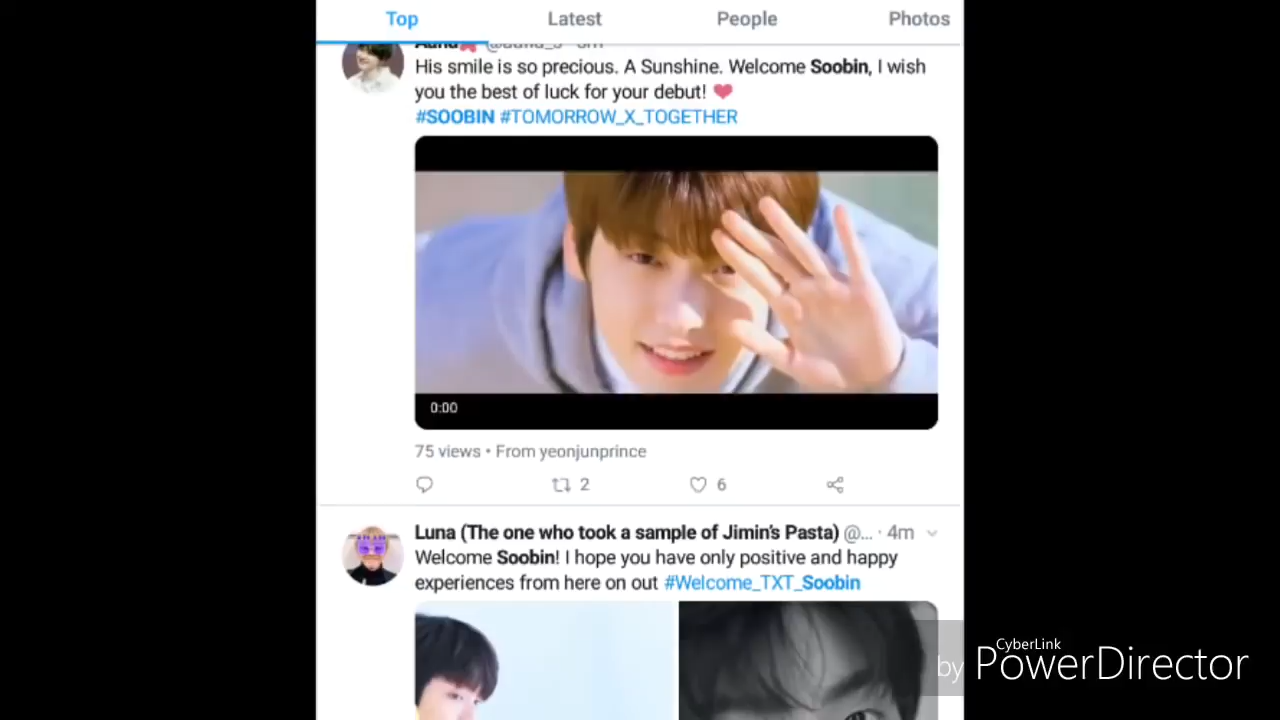 Top Latest People Photos
His smile is so precious. A Sunshine. Welcome Soobin, I wish
you the best of luck for your debut! ❤
#SOOBIN #TOMORROW_X_TOGETHER
0:00
75 views • From yeonjunprince
2 6
Luna (The one who took a sample of Jimin's Pasta) @... · 4m
Welcome Soobin! I hope you have only positive and happy
experiences from here on out #Welcome_TXT_Soobin
CyberLink
by PowerDirector